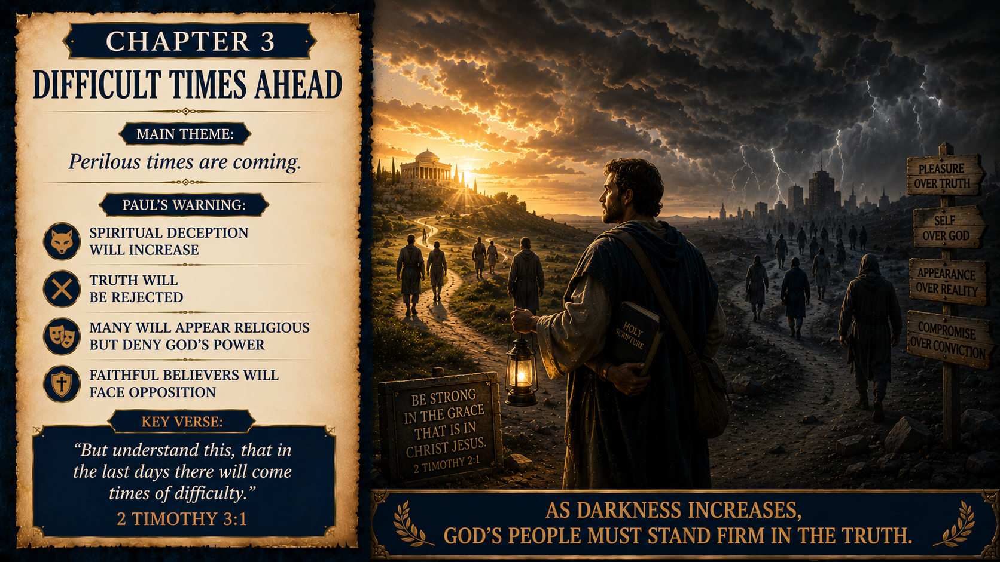 CHAPTER 3
DIFFICULT TIMES AHEAD
MAIN THEME:
Perilous times are coming.
PAUL'S WARNING:
SPIRITUAL DECEPTION
WILL INCREASE
TRUTH WILL
BE REJECTED
MANY WILL APPEAR RELIGIOUS
BUT DENY GOD'S POWER
FAITHFUL BELIEVERS WILL
FACE OPPOSITION
KEY VERSE:
“But understand this, that in
the last days there will come
times of difficulty.”
2 TIMOTHY 3:1
PLEASURE
OVER TRUTH
SELF
OVER GOD
APPEARANCE
OVER REALITY
COMPROMISE
OVER CONVICTION
HOLY
SCRIPTURE
BE STRONG
IN THE GRACE
THAT IS IN
CHRIST JESUS.
2 TIMOTHY 2:1
AS DARKNESS INCREASES,
GOD'S PEOPLE MUST STAND FIRM IN THE TRUTH.